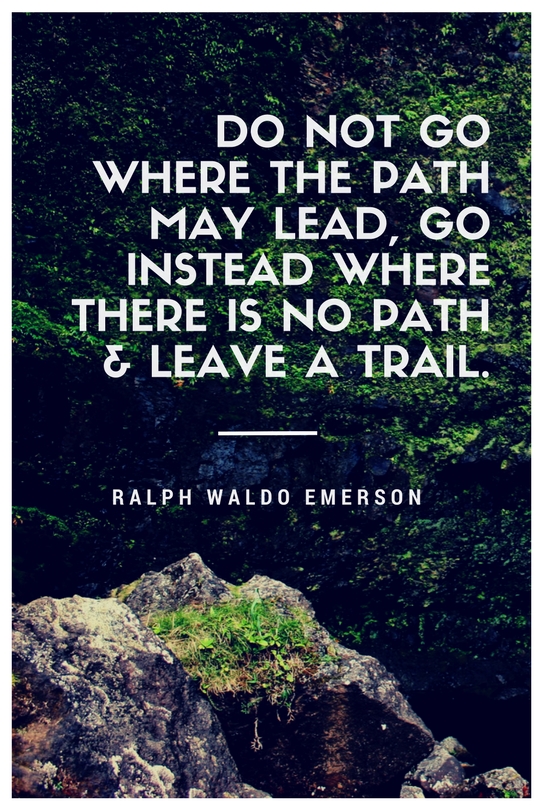 DO NOT GO
WHERE THE PATH
MAY LEAD, GO
INSTEAD WHERE
THERE IS NO PATH
& LEAVE A TRAIL.
RALPH WALDO EMERSON